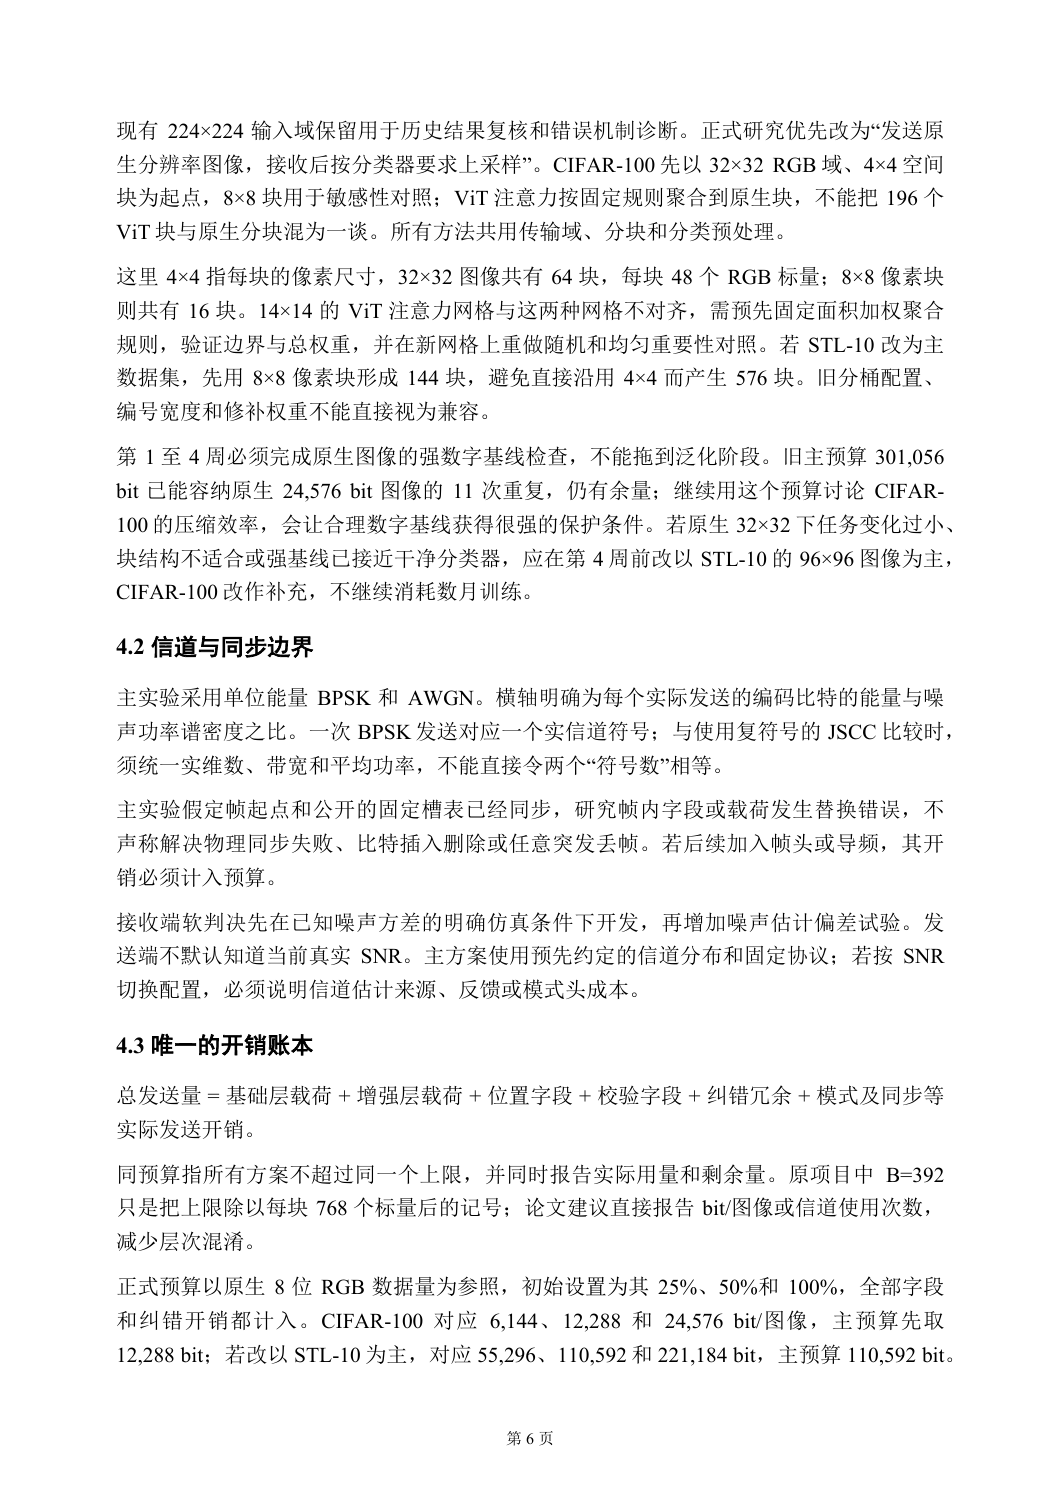 现有 224×224 输入域保留用于历史结果复核和错误机制诊断。正式研究优先改为“发送原
生分辨率图像，接收后按分类器要求上采样”。CIFAR-100 先以 32×32 RGB 域、4×4 空间
块为起点，8×8 块用于敏感性对照；ViT 注意力按固定规则聚合到原生块，不能把 196 个
ViT 块与原生分块混为一谈。所有方法共用传输域、分块和分类预处理。
这里 4×4 指每块的像素尺寸，32×32 图像共有 64 块，每块 48 个 RGB 标量；8×8 像素块
则共有 16 块。14×14 的 ViT 注意力网格与这两种网格不对齐，需预先固定面积加权聚合
规则，验证边界与总权重，并在新网格上重做随机和均匀重要性对照。若 STL-10 改为主
数据集，先用 8×8 像素块形成 144 块，避免直接沿用 4×4 而产生 576 块。旧分桶配置、
编号宽度和修补权重不能直接视为兼容。
第 1 至 4 周必须完成原生图像的强数字基线检查，不能拖到泛化阶段。旧主预算 301,056
bit 已能容纳原生 24,576 bit 图像的 11 次重复，仍有余量；继续用这个预算讨论 CIFAR-
100 的压缩效率，会让合理数字基线获得很强的保护条件。若原生 32×32 下任务变化过小、
块结构不适合或强基线已接近干净分类器，应在第 4 周前改以 STL-10 的 96×96 图像为主，
CIFAR-100 改作补充，不继续消耗数月训练。
4.2 信道与同步边界
主实验采用单位能量 BPSK 和 AWGN。横轴明确为每个实际发送的编码比特的能量与噪
声功率谱密度之比。一次 BPSK 发送对应一个实信道符号；与使用复符号的 JSCC 比较时，
须统一实维数、带宽和平均功率，不能直接令两个“符号数”相等。
主实验假定帧起点和公开的固定槽表已经同步，研究帧内字段或载荷发生替换错误，不
声称解决物理同步失败、比特插入删除或任意突发丢帧。若后续加入帧头或导频，其开
销必须计入预算。
接收端软判决先在已知噪声方差的明确仿真条件下开发，再增加噪声估计偏差试验。发
送端不默认知道当前真实 SNR。主方案使用预先约定的信道分布和固定协议；若按 SNR
切换配置，必须说明信道估计来源、反馈或模式头成本。
4.3 唯一的开销账本
总发送量 = 基础层载荷 + 增强层载荷 + 位置字段 + 校验字段 + 纠错冗余 + 模式及同步等
实际发送开销。
同预算指所有方案不超过同一个上限，并同时报告实际用量和剩余量。原项目中 B=392
只是把上限除以每块 768 个标量后的记号；论文建议直接报告 bit/图像或信道使用次数，
减少层次混淆。
正式预算以原生 8 位 RGB 数据量为参照，初始设置为其 25%、50%和 100%，全部字段
和纠错开销都计入。CIFAR-100 对应 6,144、12,288 和 24,576 bit/图像，主预算先取
12,288 bit；若改以 STL-10 为主，对应 55,296、110,592 和 221,184 bit，主预算 110,592 bit。
第 6 页